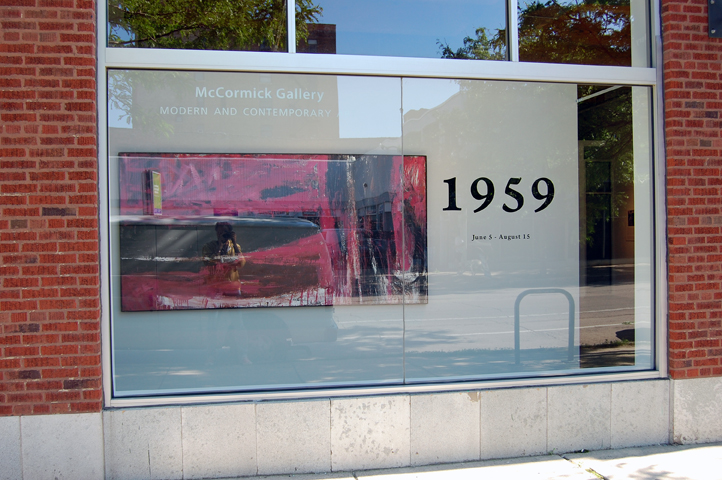 McCormick Gallery
MODERN AND CONTEMPORARY
1959
June 5 - August 15